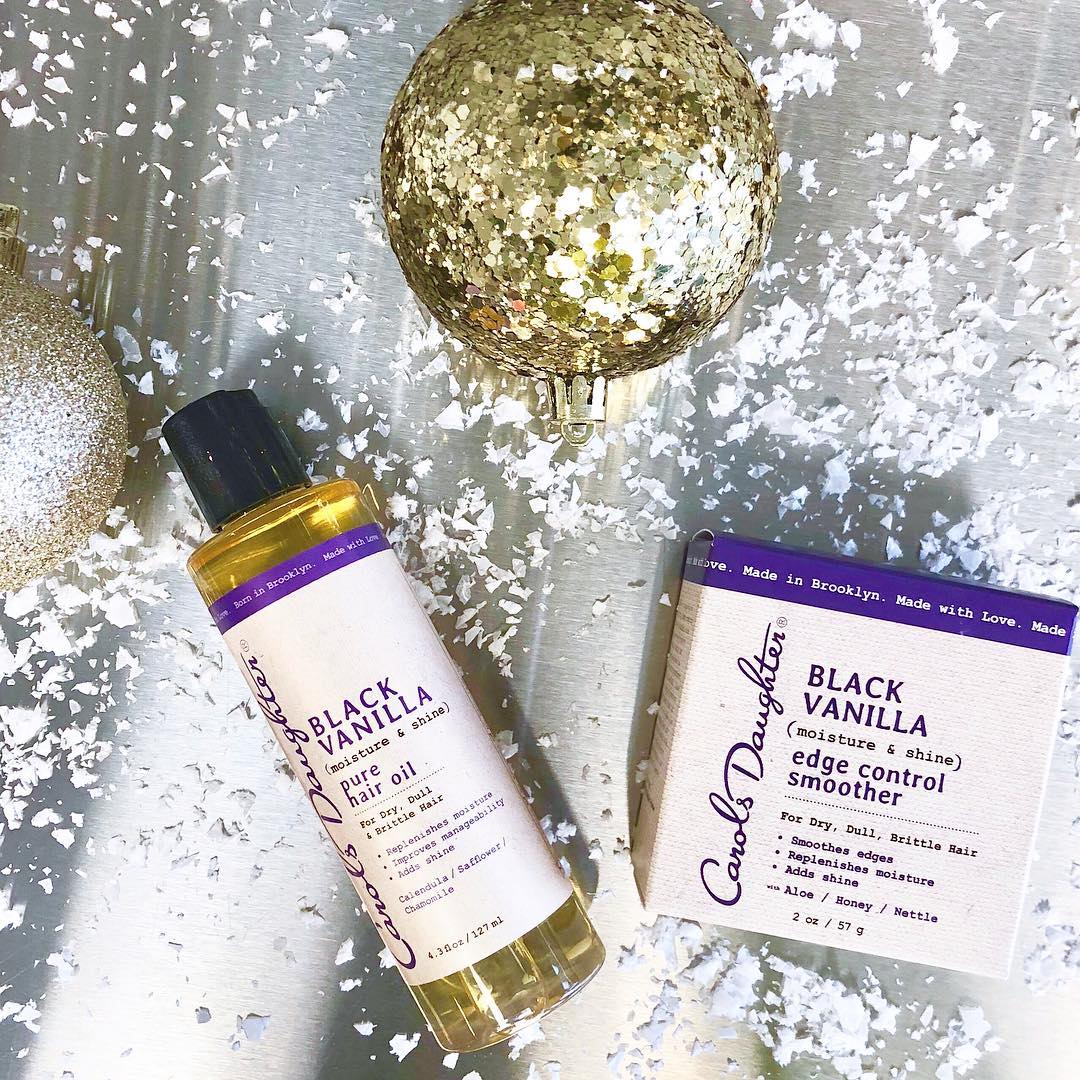 Love. Born in Brooklyn. Made with Love
Carol's Daughter®
BLACK
VANILLA
(moisture & shine)
pure
hair oil
For Dry, Dull
& Brittle Hair
• Replenishes moisture
• Improves manageability
• Adds shine
Calendula / Safflower /
Chamomile
4.3 fl oz / 127 ml
Love. Made in Brooklyn. Made with Love. Made
Carol's Daughter®
BLACK
VANILLA
(moisture & shine)
edge control
smoother
For Dry, Dull, Brittle Hair
• Smoothes edges
• Replenishes moisture
• Adds shine
with Aloe / Honey / Nettle
2 oz / 57 g